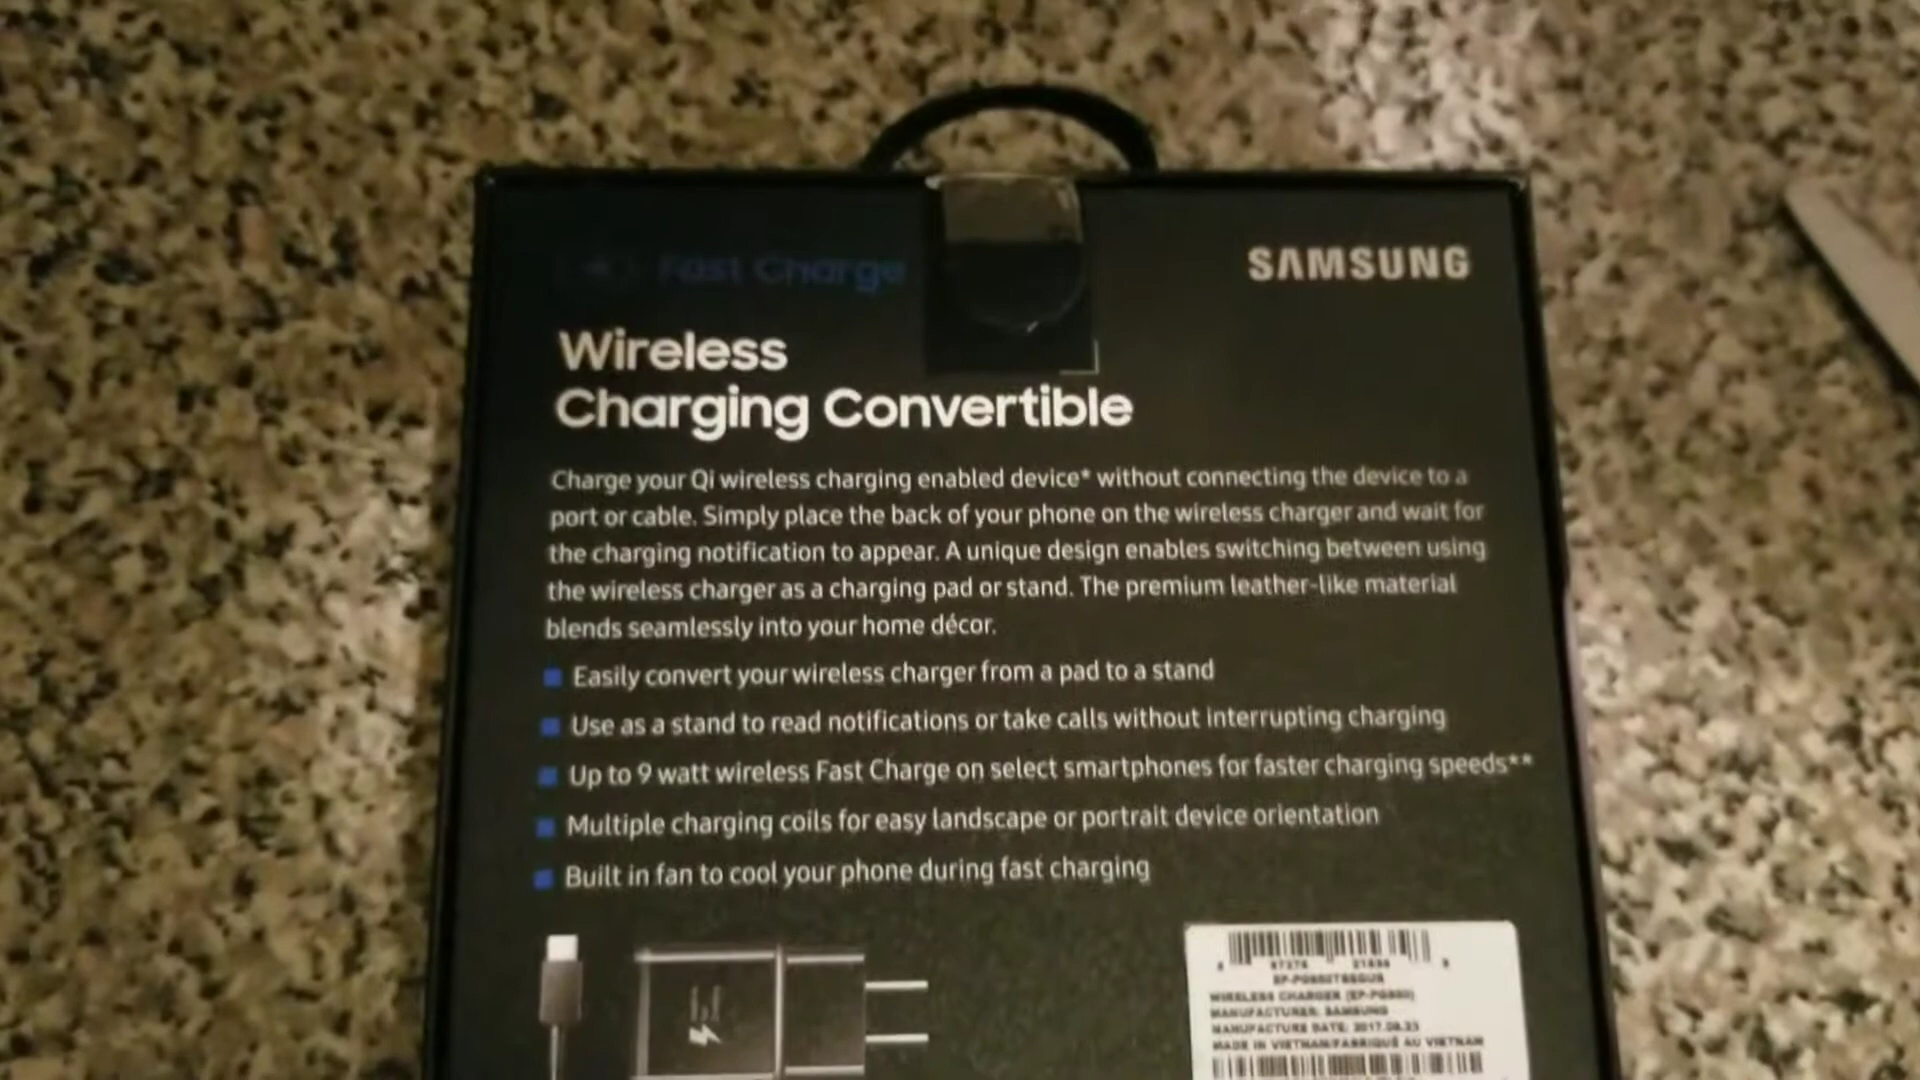 Fast Charge
SAMSUNG
Wireless
Charging Convertible
Charge your Qi wireless charging enabled device* without connecting the device to a
port or cable. Simply place the back of your phone on the wireless charger and wait for
the charging notification to appear. A unique design enables switching between using
the wireless charger as a charging pad or stand. The premium leather-like material
blends seamlessly into your home décor.
Easily convert your wireless charger from a pad to a stand
Use as a stand to read notifications or take calls without interrupting charging
Up to 9 watt wireless Fast Charge on select smartphones for faster charging speeds**
Multiple charging coils for easy landscape or portrait device orientation
Built in fan to cool your phone during fast charging
WIRELESS CHARGER (EP-PG950)
MANUFACTURER: SAMSUNG
MANUFACTURE DATE: 2017.08.23
MADE IN VIETNAM/FABRIQUÉ AU VIETNAM